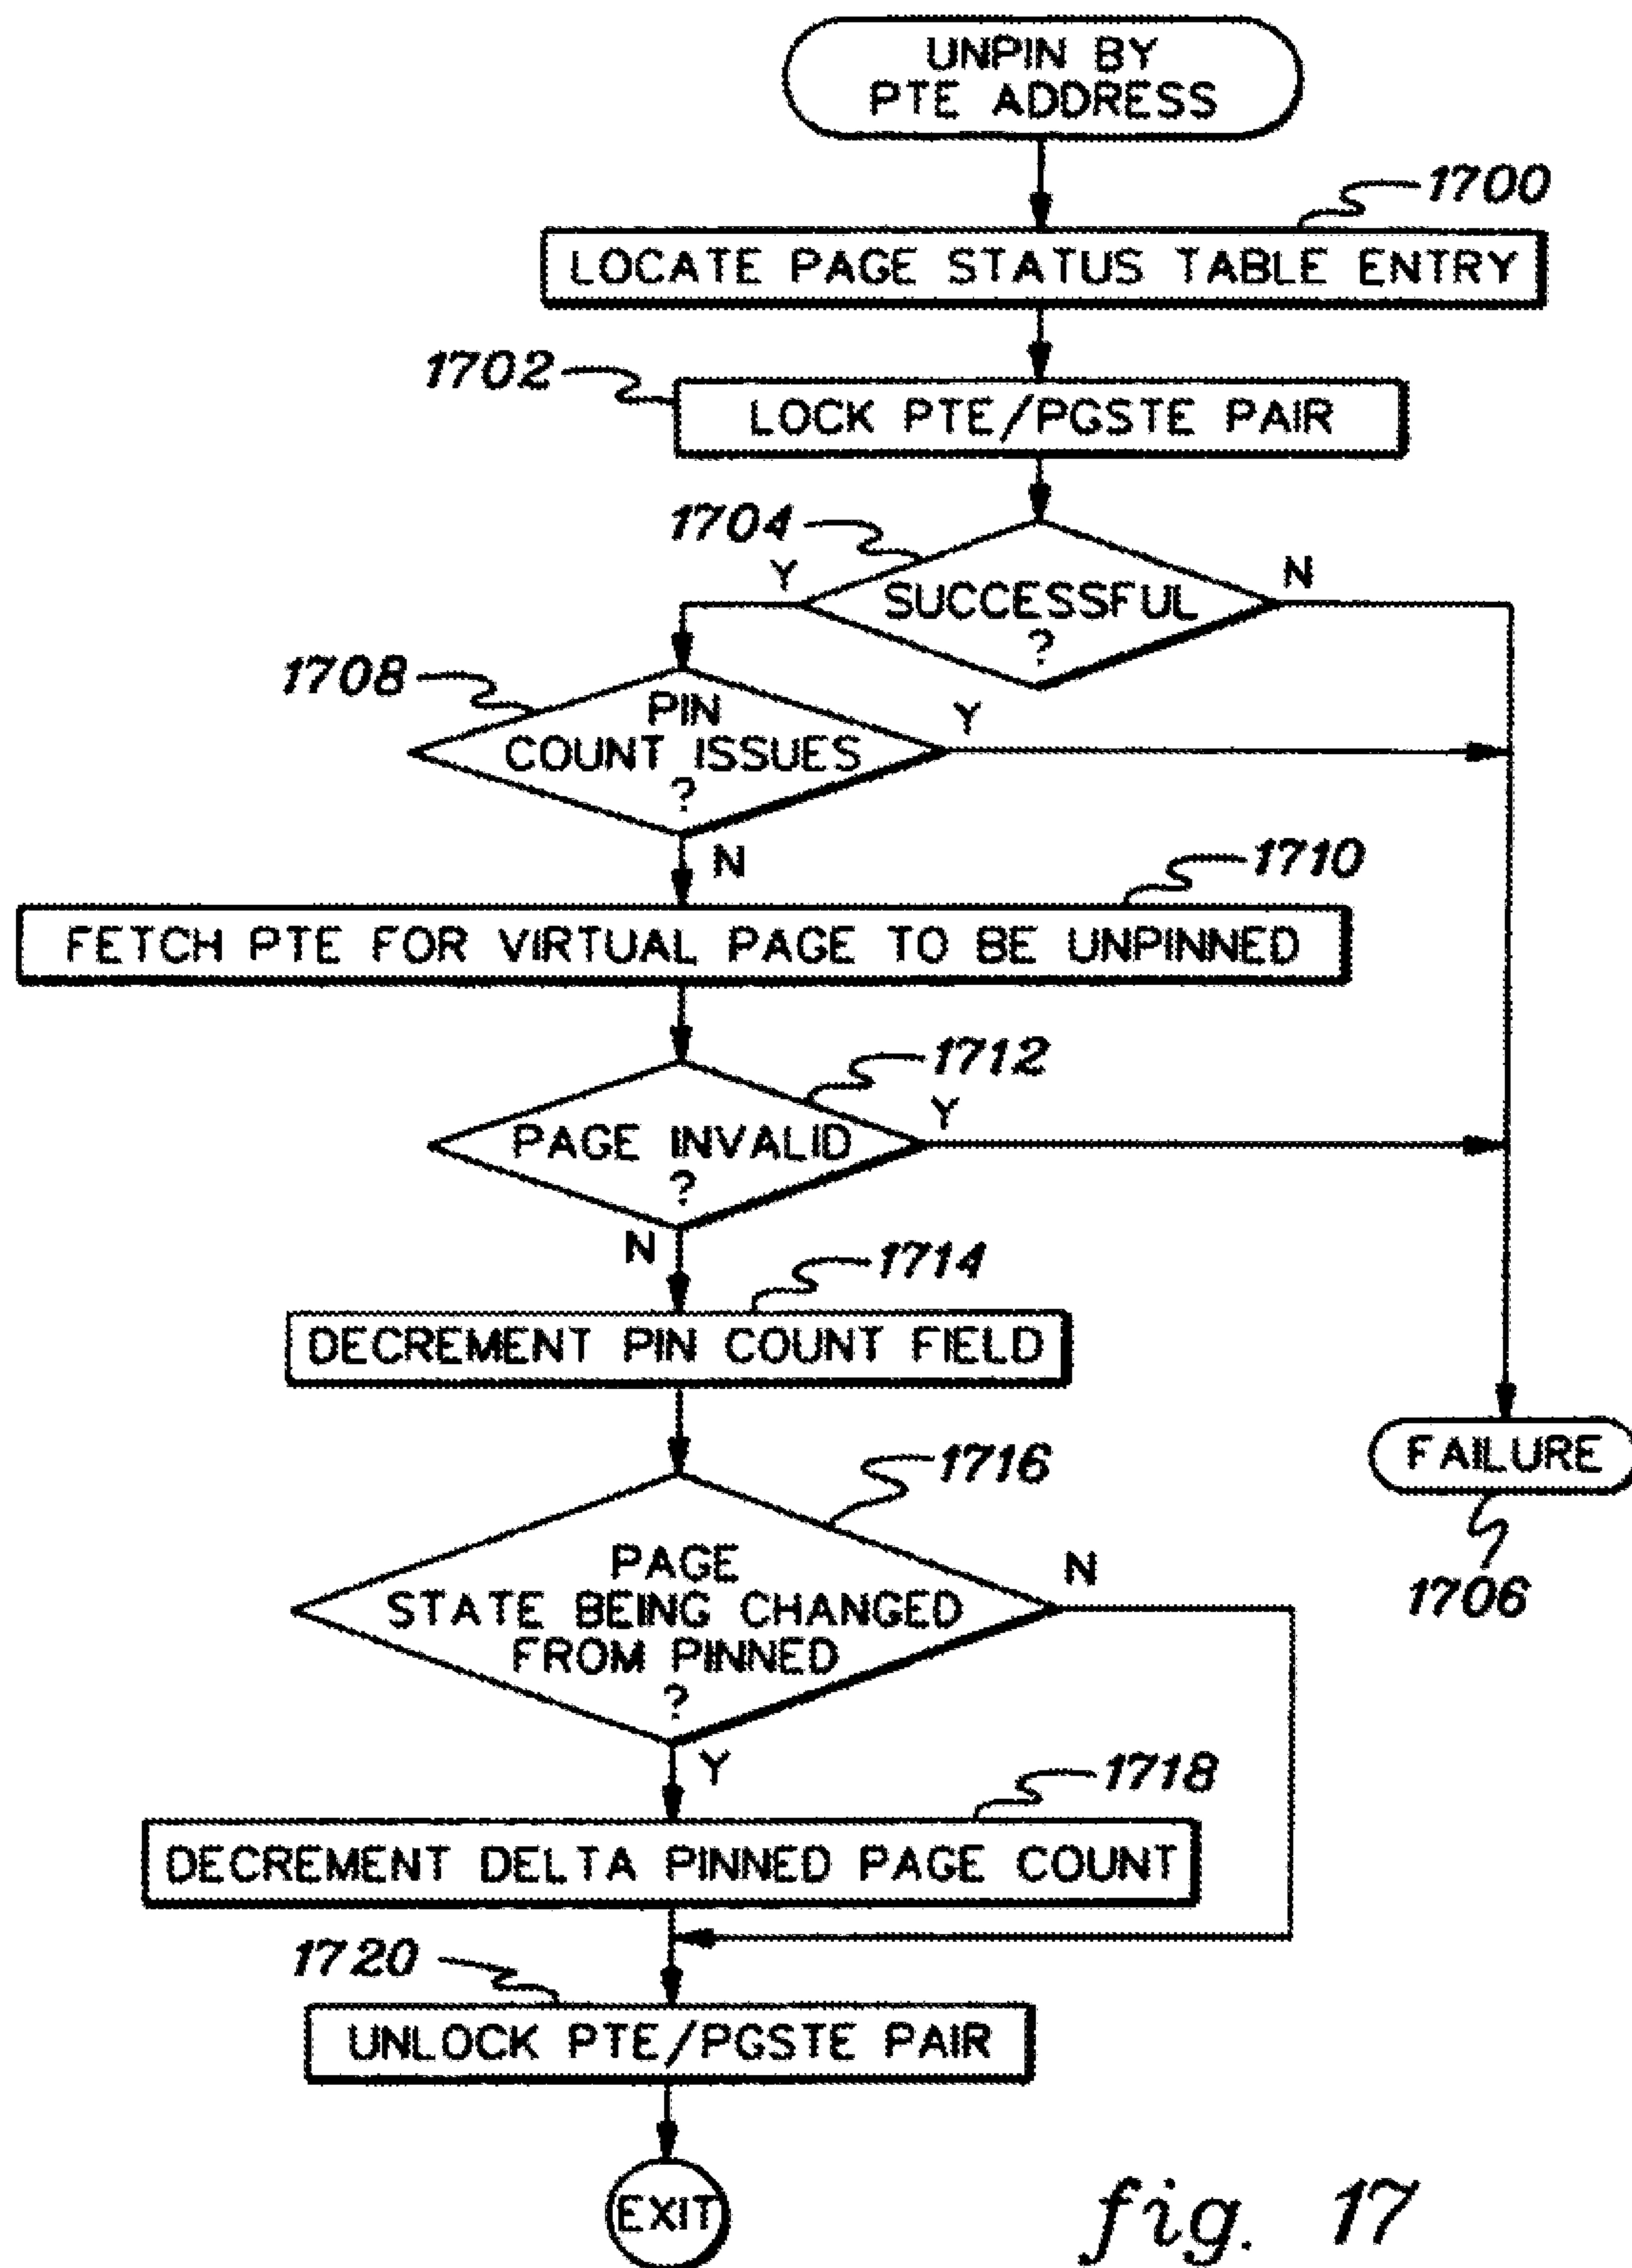 UNPIN BY
PTE ADDRESS
1700
LOCATE PAGE STATUS TABLE ENTRY
1702
LOCK PTE/PGSTE PAIR
1704
Y
N
SUCCESSFUL
?
1708
PIN
COUNT ISSUES
?
Y
N
1710
FETCH PTE FOR VIRTUAL PAGE TO BE UNPINNED
1712
PAGE INVALID
?
Y
N
1714
DECREMENT PIN COUNT FIELD
FAILURE
1706
1716
PAGE
STATE BEING CHANGED
FROM PINNED
?
N
Y
1718
DECREMENT DELTA PINNED PAGE COUNT
1720
UNLOCK PTE/PGSTE PAIR
EXIT
fig. 17